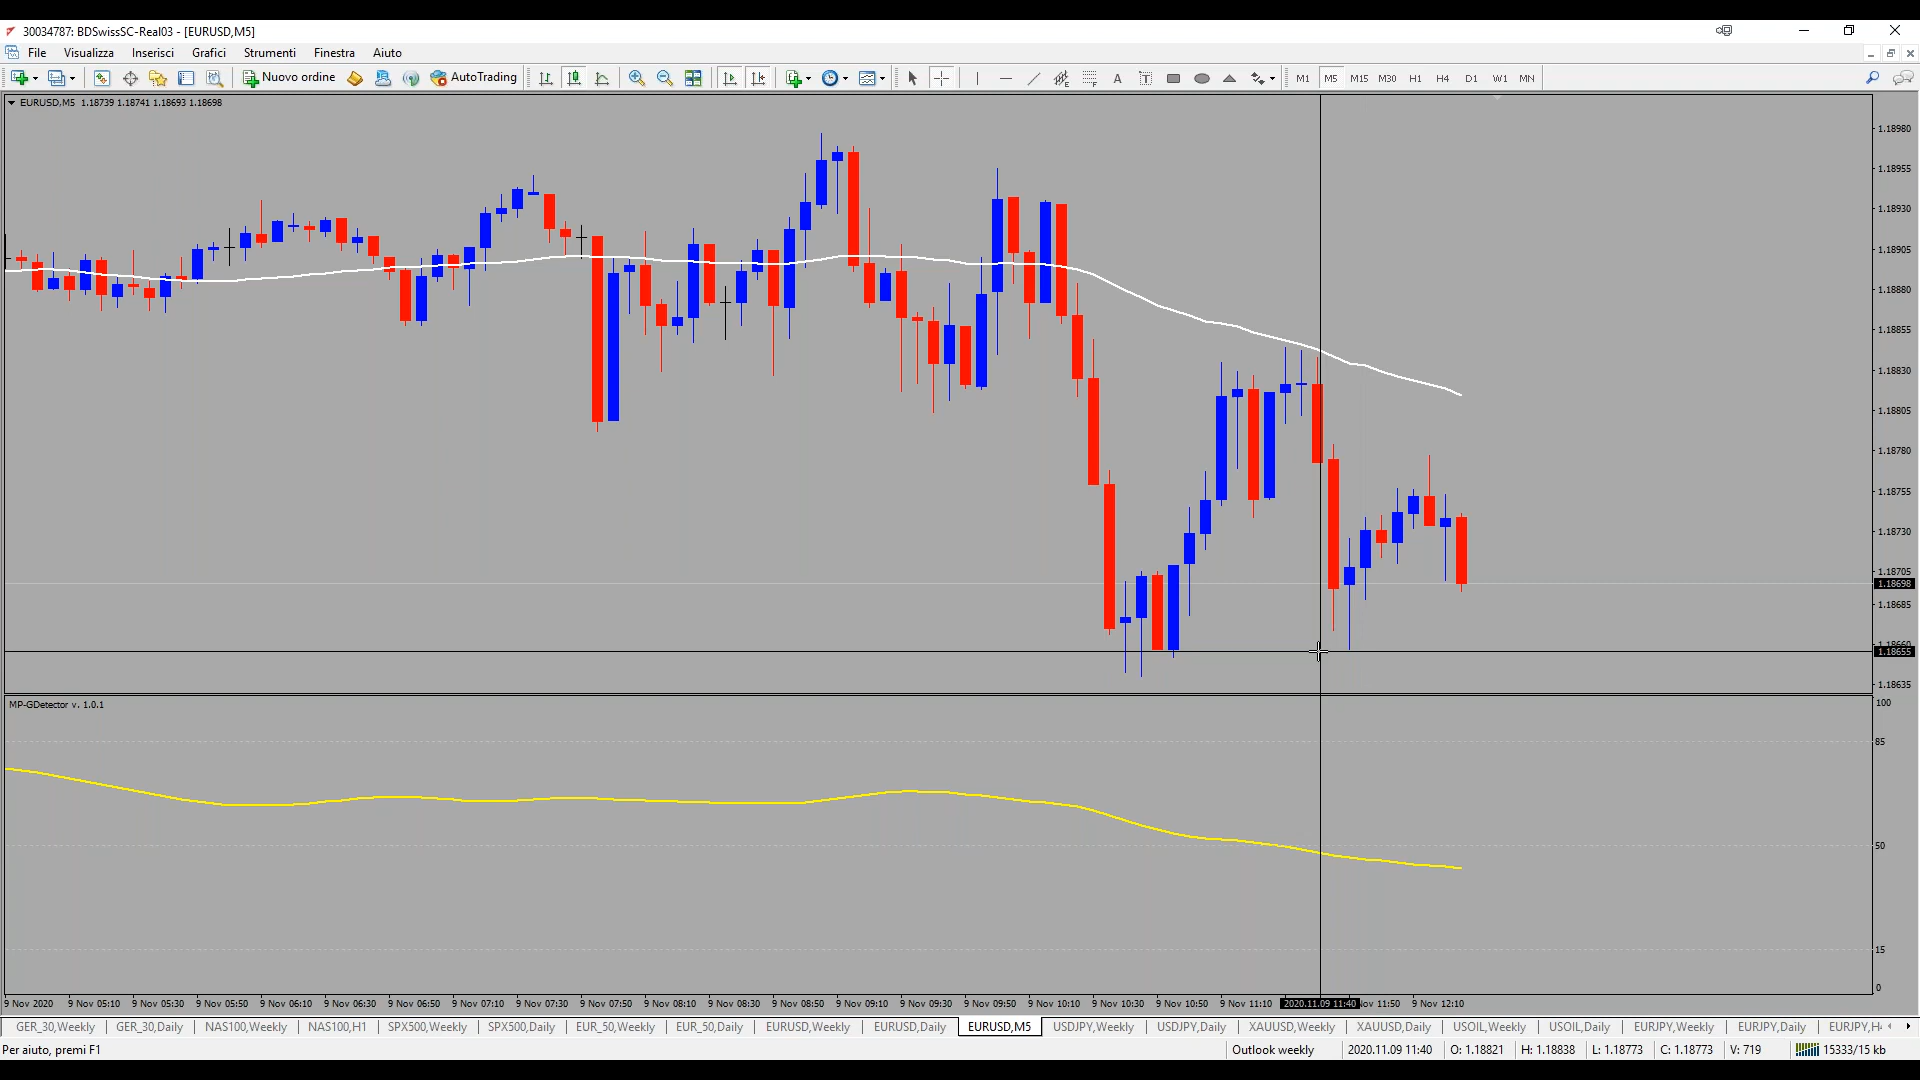 30034787: BDSwissSC-Real03 - [EURUSD,M5]
File Visualizza Inserisci Grafici Strumenti Finestra Aiuto
Nuovo ordine AutoTrading A T M1 M5 M15 M30 H1 H4 D1 W1 MN
EURUSD,M5 1.18739 1.18741 1.18693 1.18698
1.18980
1.18955
1.18930
1.18905
1.18880
1.18855
1.18830
1.18805
1.18780
1.18755
1.18730
1.18705
1.18698
1.18685
1.18660
1.18655
1.18635
MP-GDetector v. 1.0.1
100
85
50
15
0
9 Nov 2020 9 Nov 05:10 9 Nov 05:30 9 Nov 05:50 9 Nov 06:10 9 Nov 06:30 9 Nov 06:50 9 Nov 07:10 9 Nov 07:30 9 Nov 07:50 9 Nov 08:10 9 Nov 08:30 9 Nov 08:50 9 Nov 09:10 9 Nov 09:30 9 Nov 09:50 9 Nov 10:10 9 Nov 10:30 9 Nov 10:50 9 Nov 11:10 2020.11.09 11:40 Nov 11:50 9 Nov 12:10
GER_30,Weekly GER_30,Daily NAS100,Weekly NAS100,H1 SPX500,Weekly SPX500,Daily EUR_50,Weekly EUR_50,Daily EURUSD,Weekly EURUSD,Daily EURUSD,M5 USDJPY,Weekly USDJPY,Daily XAUUSD,Weekly XAUUSD,Daily USOIL,Weekly USOIL,Daily EURJPY,Weekly EURJPY,Daily EURJPY,H
Per aiuto, premi F1 Outlook weekly 2020.11.09 11:40 O: 1.18821 H: 1.18838 L: 1.18773 C: 1.18773 V: 719 15333/15 kb